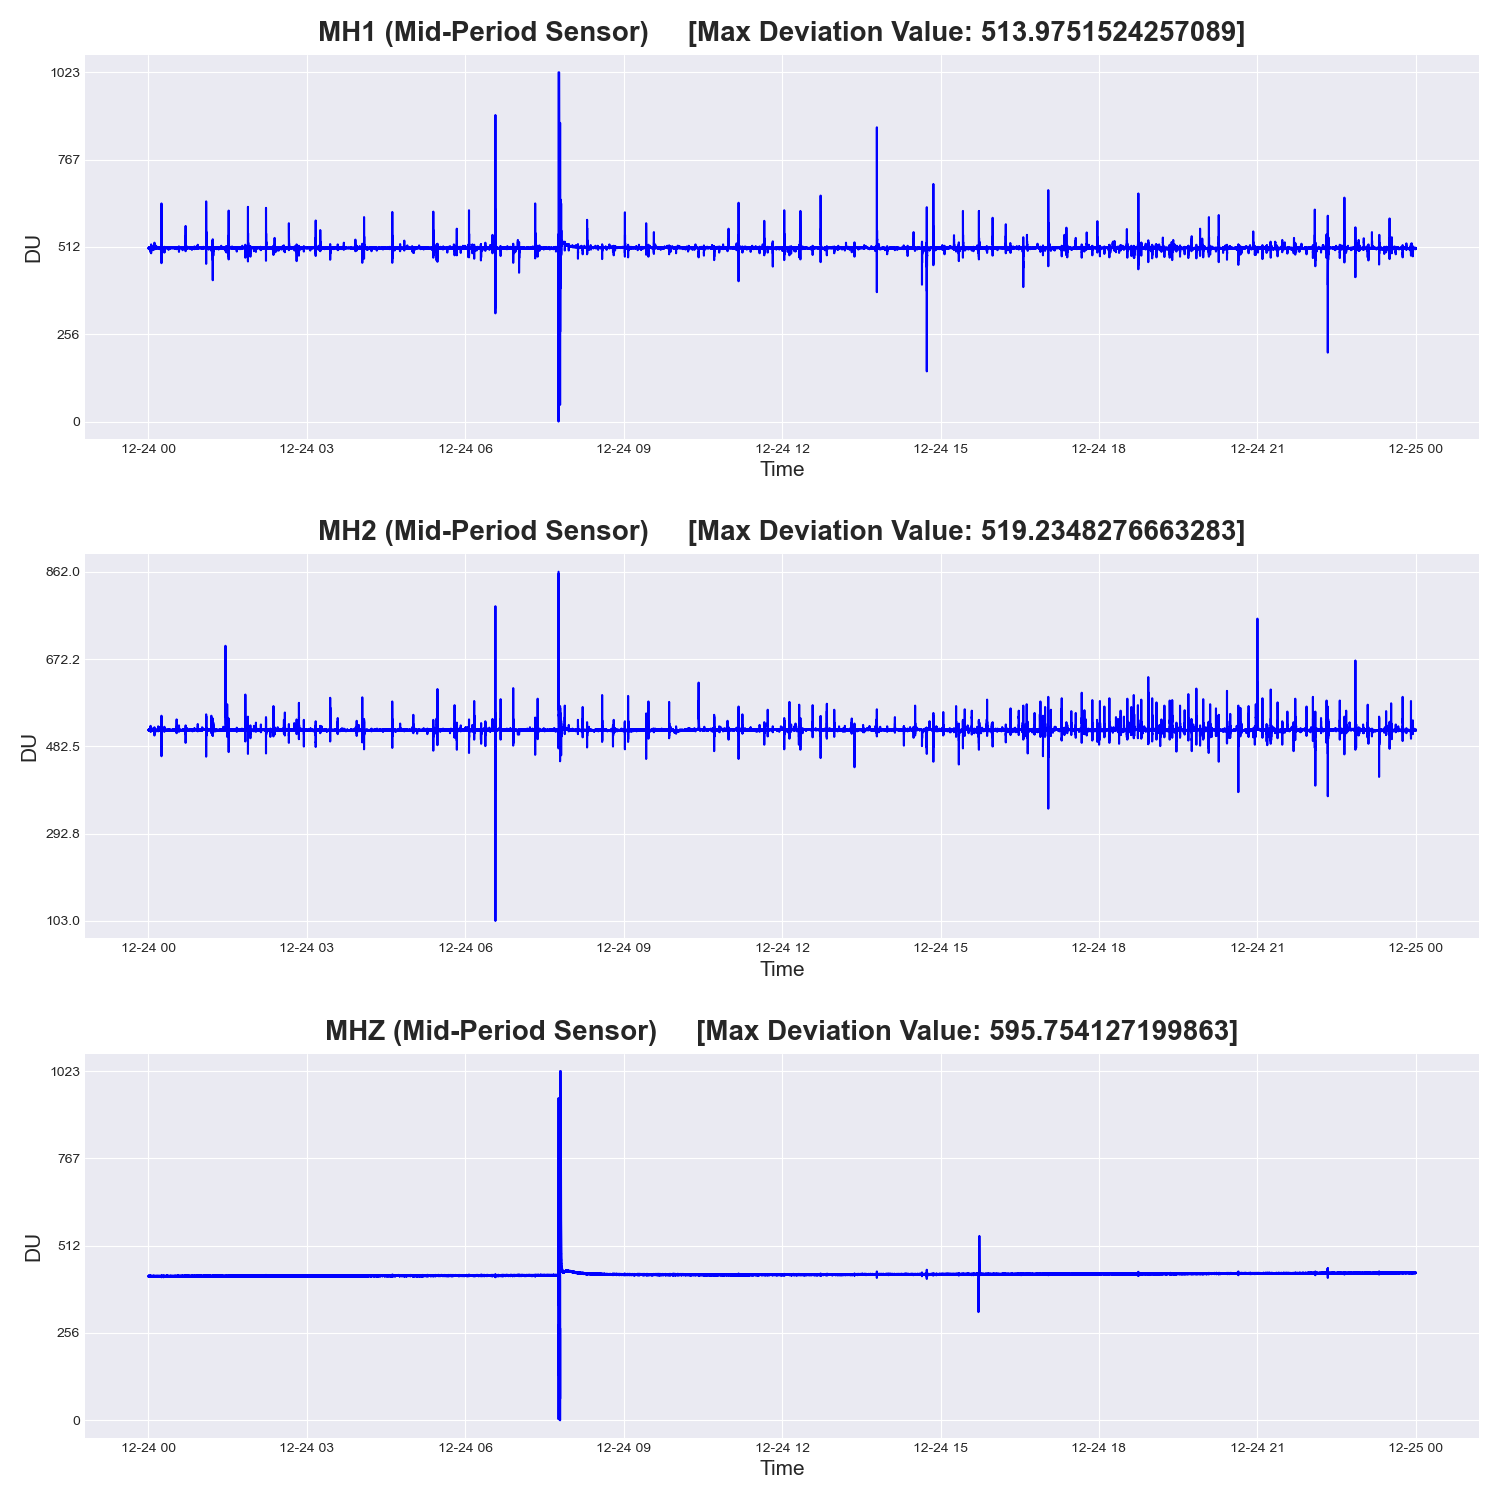 MH1 (Mid-Period Sensor) [Max Deviation Value: 513.9751524257089]
1023
767
512
256
0
DU
12-24 00 12-24 03 12-24 06 12-24 09 12-24 12 12-24 15 12-24 18 12-24 21 12-25 00
Time
MH2 (Mid-Period Sensor) [Max Deviation Value: 519.2348276663283]
862.0
672.2
482.5
292.8
103.0
DU
12-24 00 12-24 03 12-24 06 12-24 09 12-24 12 12-24 15 12-24 18 12-24 21 12-25 00
Time
MHZ (Mid-Period Sensor) [Max Deviation Value: 595.754127199863]
1023
767
512
256
0
DU
12-24 00 12-24 03 12-24 06 12-24 09 12-24 12 12-24 15 12-24 18 12-24 21 12-25 00
Time